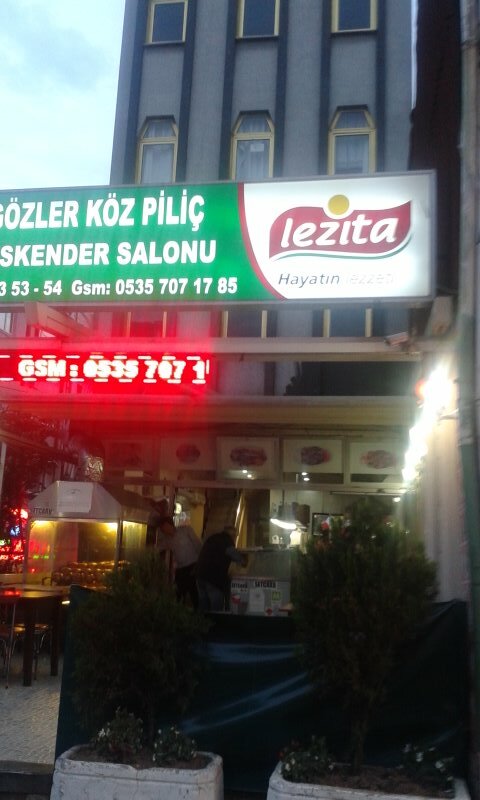 GÖZLER KÖZ PİLİÇ
SKENDER SALONU
3 53 - 54 Gsm: 0535 707 17 85
lezita
Hayatın lezzeti
GSM : 0535 707 1